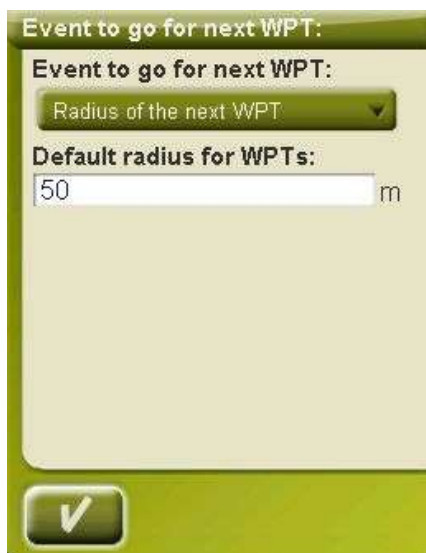 Event to go for next WPT:
Event to go for next WPT:
Radius of the next WPT
Default radius for WPTs:
50 m